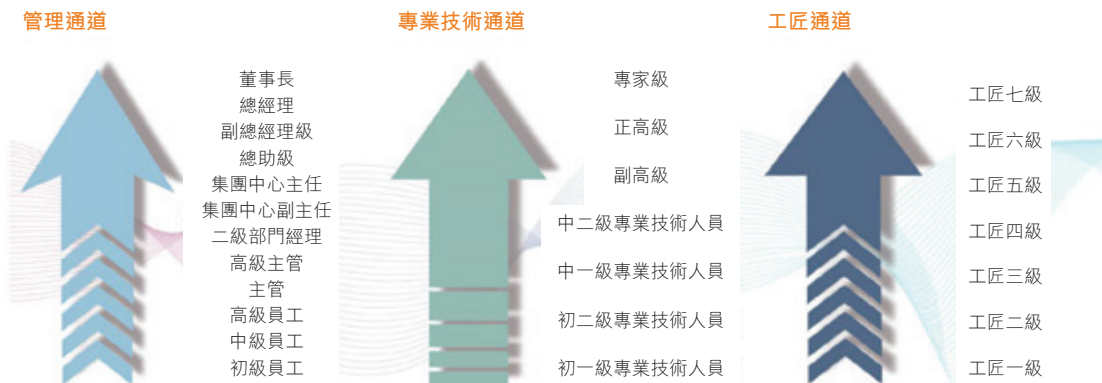 管理通道
董事長
總經理
副總經理級
總助級
集團中心主任
集團中心副主任
二級部門經理
高級主管
主管
高級員工
中級員工
初級員工
專業技術通道
專家級
正高級
副高級
中二級專業技術人員
中一級專業技術人員
初二級專業技術人員
初一級專業技術人員
工匠通道
工匠七級
工匠六級
工匠五級
工匠四級
工匠三級
工匠二級
工匠一級